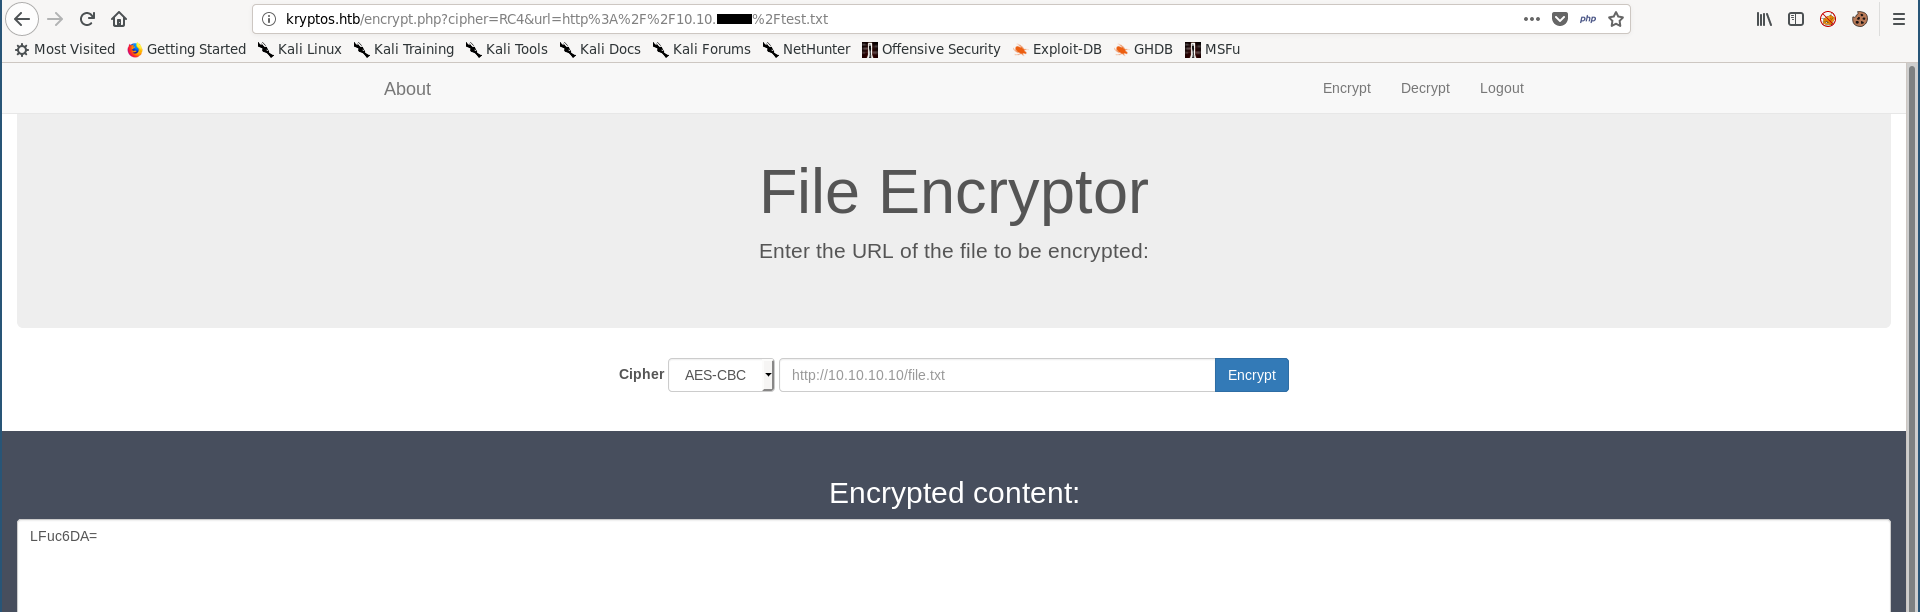 kryptos.htb/encrypt.php?cipher=RC4&url=http%3A%2F%2F10.10. %2Ftest.txt php
Most Visited Getting Started Kali Linux Kali Training Kali Tools Kali Docs Kali Forums NetHunter Offensive Security Exploit-DB GHDB MSFu
About Encrypt Decrypt Logout
File Encryptor
Enter the URL of the file to be encrypted:
Cipher AES-CBC http://10.10.10.10/file.txt Encrypt
Encrypted content:
LFuc6DA=